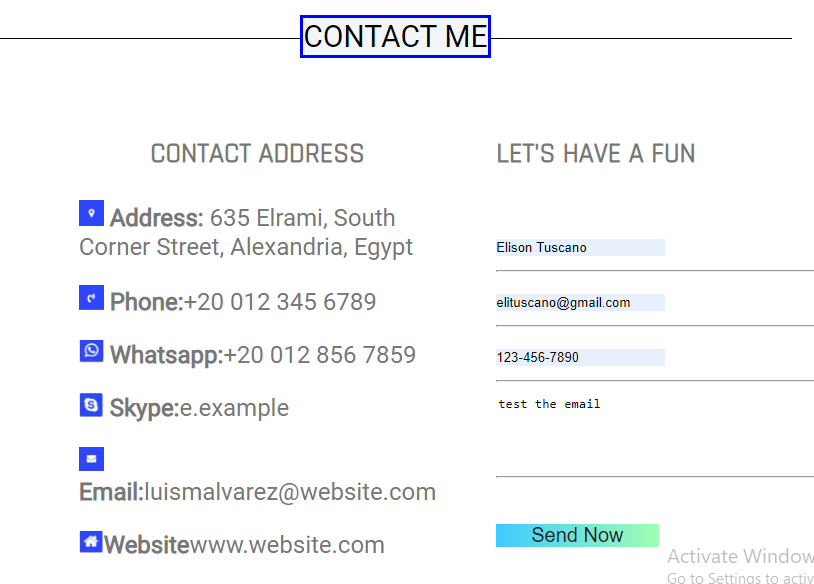 CONTACT ME
CONTACT ADDRESS
Address: 635 Elrami, South
Corner Street, Alexandria, Egypt
Phone:+20 012 345 6789
Whatsapp:+20 012 856 7859
Skype:e.example
Email:luismalvarez@website.com
Websitewww.website.com
LET'S HAVE A FUN
Elison Tuscano
elituscano@gmail.com
123-456-7890
test the email
Send Now
Activate Window
Go to Settings to activ